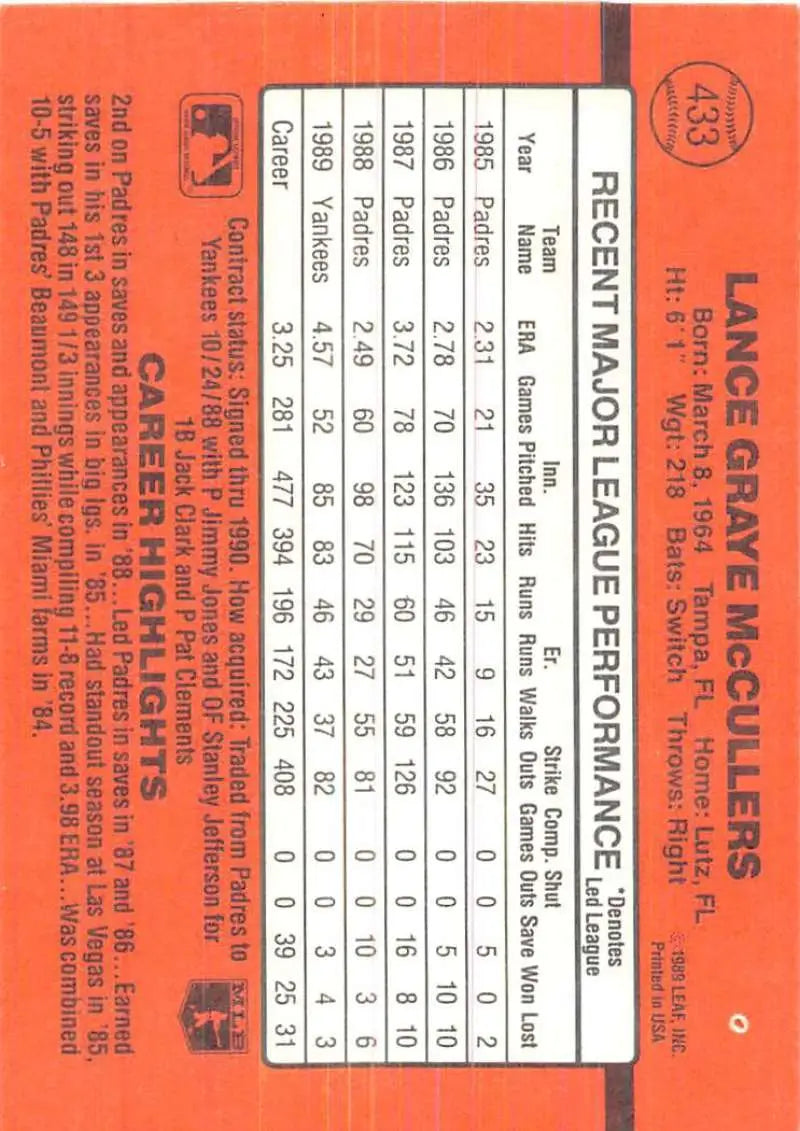 433
LANCE GRAYE McCULLERS
Born: March 8, 1964 Tampa, FL Home: Lutz, FL
Ht: 6'1" Wgt: 218 Bats: Switch Throws: Right
© 1989 LEAF, INC.
Printed in USA
RECENT MAJOR LEAGUE PERFORMANCE
*Denotes
Led League
Team Inn. Er. Strike Comp. Shut
Year Name ERA Games Pitched Hits Runs Runs Walks Outs Games Outs Save Won Lost
1985 Padres 2.31 21 35 23 15 9 16 27 0 0 5 0 2
1986 Padres 2.78 70 136 103 46 42 58 92 0 0 5 10 10
1987 Padres 3.72 78 123 115 60 51 59 126 0 0 16 8 10
1988 Padres 2.49 60 98 70 29 27 55 81 0 0 10 3 6
1989 Yankees 4.57 52 85 83 46 43 37 82 0 0 3 4 3
Career 3.25 281 477 394 196 172 225 408 0 0 39 25 31
Contract status: Signed thru 1990. How acquired: Traded from Padres to
Yankees 10/24/88 with P Jimmy Jones and OF Stanley Jefferson for
1B Jack Clark and P Pat Clements
MLB
CAREER HIGHLIGHTS
2nd on Padres in saves and appearances in '88...Led Padres in saves in '87 and '86...Earned
saves in his 1st 3 appearances in big lgs. in '85...Had standout season at Las Vegas in '85,
striking out 148 in 149 1/3 innings while compiling 11-8 record and 3.98 ERA...Was combined
10-5 with Padres' Beaumont and Phillies' Miami farms in '84.